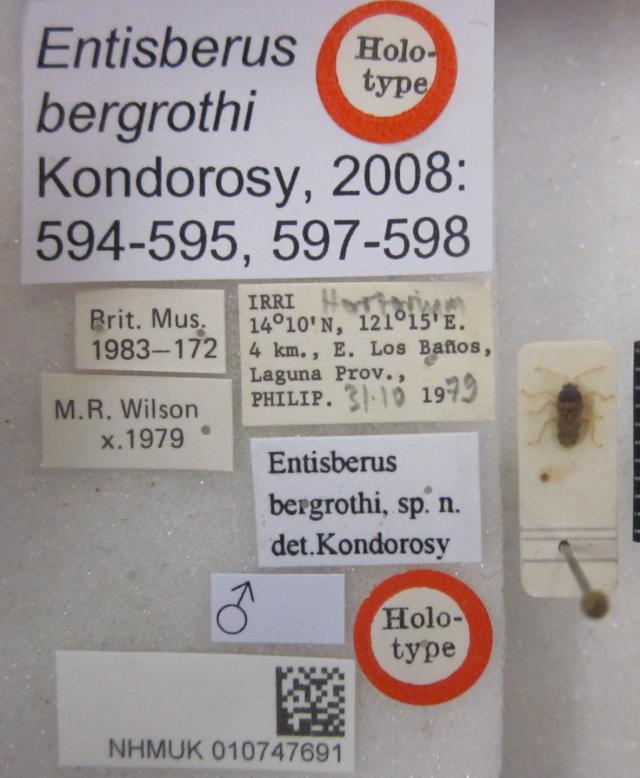 Entisberus
bergrothi
Kondorosy, 2008:
594-595, 597-598
Holo-
type
Brit. Mus.
1983–172
IRRI Hortorium
14°10'N, 121°15'E.
4 km., E. Los Baños,
Laguna Prov.,
PHILIP. 31·10 1979
M.R. Wilson
x.1979
Entisberus
bergrothi, sp. n.
det.Kondorosy
♂
Holo-
type
NHMUK 010747691